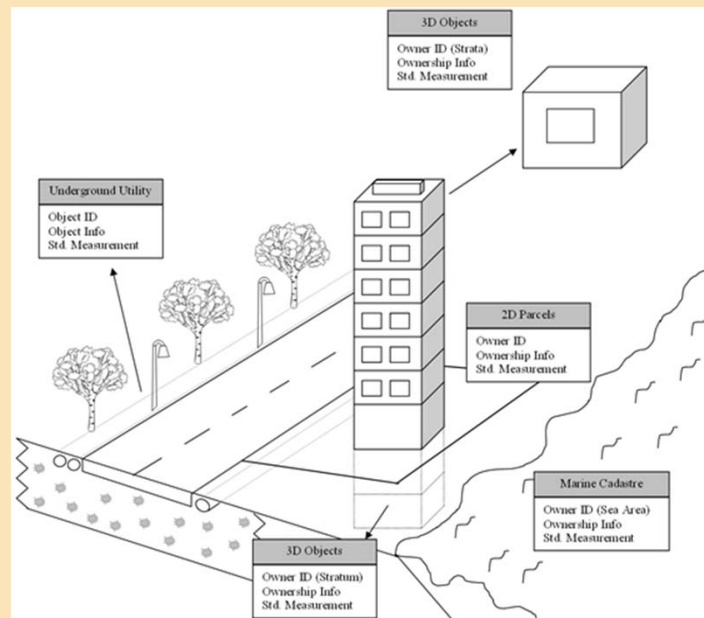 3D Objects
Owner ID (Strata)
Ownership Info
Std. Measurement
Underground Utility
Object ID
Object Info
Std. Measurement
2D Parcels
Owner ID
Ownership Info
Std. Measurement
Marine Cadastre
Owner ID (Sea Area)
Ownership Info
Std. Measurement
3D Objects
Owner ID (Stratum)
Ownership Info
Std. Measurement